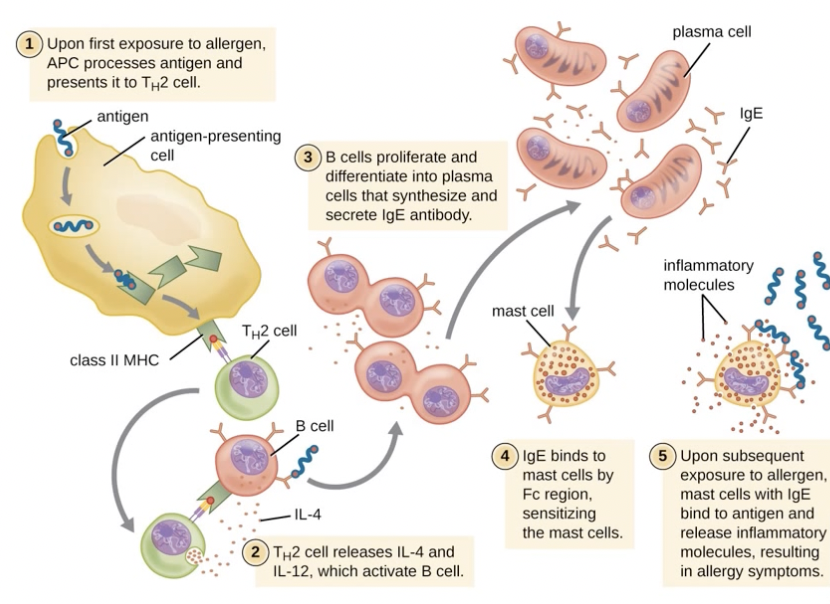 1 Upon first exposure to allergen,
APC processes antigen and
presents it to TH2 cell.
antigen
antigen-presenting
cell
class II MHC
TH2 cell
B cell
IL-4
2 TH2 cell releases IL-4 and
IL-12, which activate B cell.
3 B cells proliferate and
differentiate into plasma
cells that synthesize and
secrete IgE antibody.
plasma cell
IgE
mast cell
4 IgE binds to
mast cells by
Fc region,
sensitizing
the mast cells.
inflammatory
molecules
5 Upon subsequent
exposure to allergen,
mast cells with IgE
bind to antigen and
release inflammatory
molecules, resulting
in allergy symptoms.